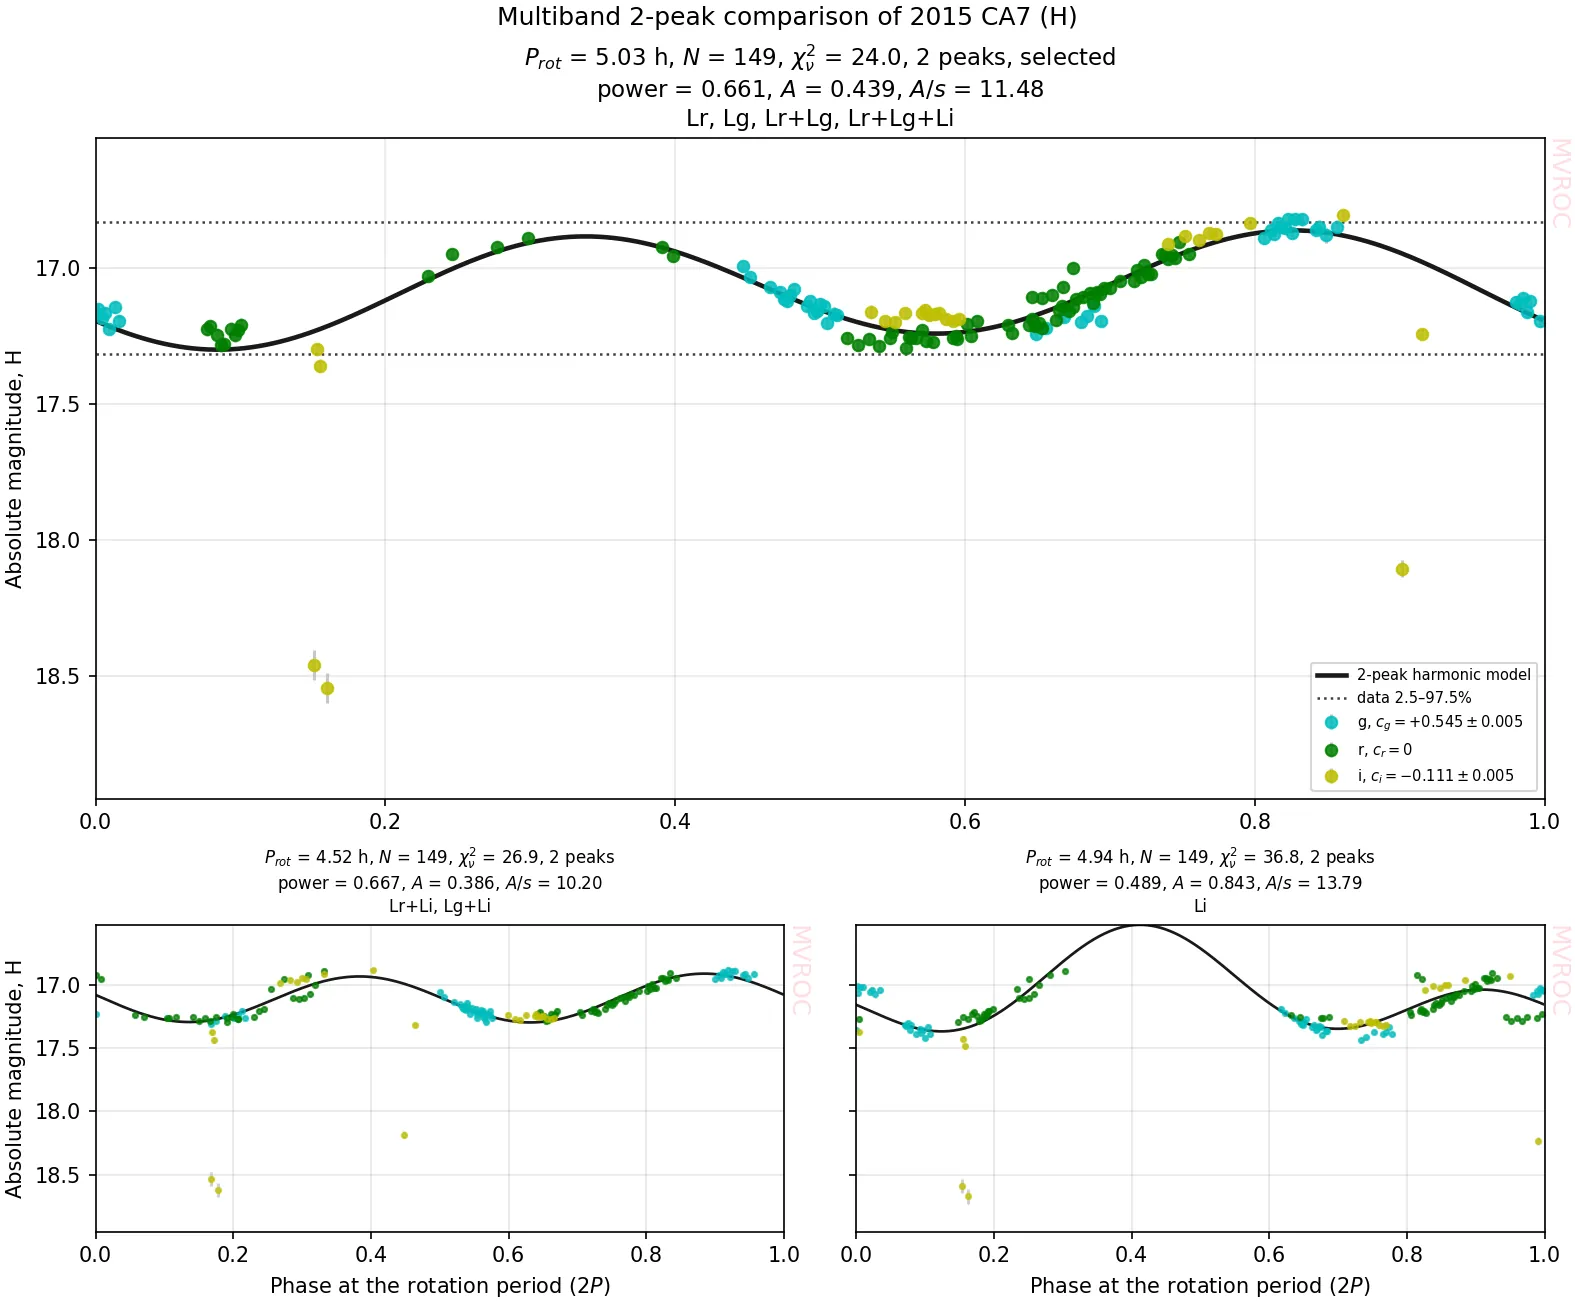 Multiband 2-peak comparison of 2015 CA7 (H)
P_rot = 5.03 h, N = 149, χ²_ν = 24.0, 2 peaks, selected
power = 0.661, A = 0.439, A/s = 11.48
Lr, Lg, Lr+Lg, Lr+Lg+Li
MVROC
Absolute magnitude, H
17.0
17.5
18.0
18.5
2-peak harmonic model
data 2.5–97.5%
g, c_g = +0.545 ± 0.005
r, c_r = 0
i, c_i = −0.111 ± 0.005
0.0 0.2 0.4 0.6 0.8 1.0
P_rot = 4.52 h, N = 149, χ²_ν = 26.9, 2 peaks
power = 0.667, A = 0.386, A/s = 10.20
Lr+Li, Lg+Li
MVROC
Absolute magnitude, H
17.0
17.5
18.0
18.5
0.0 0.2 0.4 0.6 0.8 1.0
Phase at the rotation period (2P)
P_rot = 4.94 h, N = 149, χ²_ν = 36.8, 2 peaks
power = 0.489, A = 0.843, A/s = 13.79
Li
MVROC
0.0 0.2 0.4 0.6 0.8 1.0
Phase at the rotation period (2P)